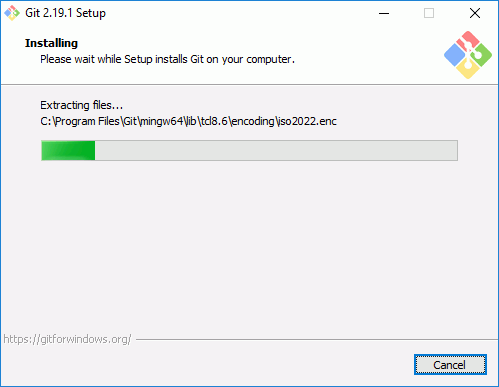 Git 2.19.1 Setup
Installing
Please wait while Setup installs Git on your computer.
Extracting files...
C:\Program Files\Git\mingw64\lib\tcl8.6\encoding\iso2022.enc
https://gitforwindows.org/
Cancel